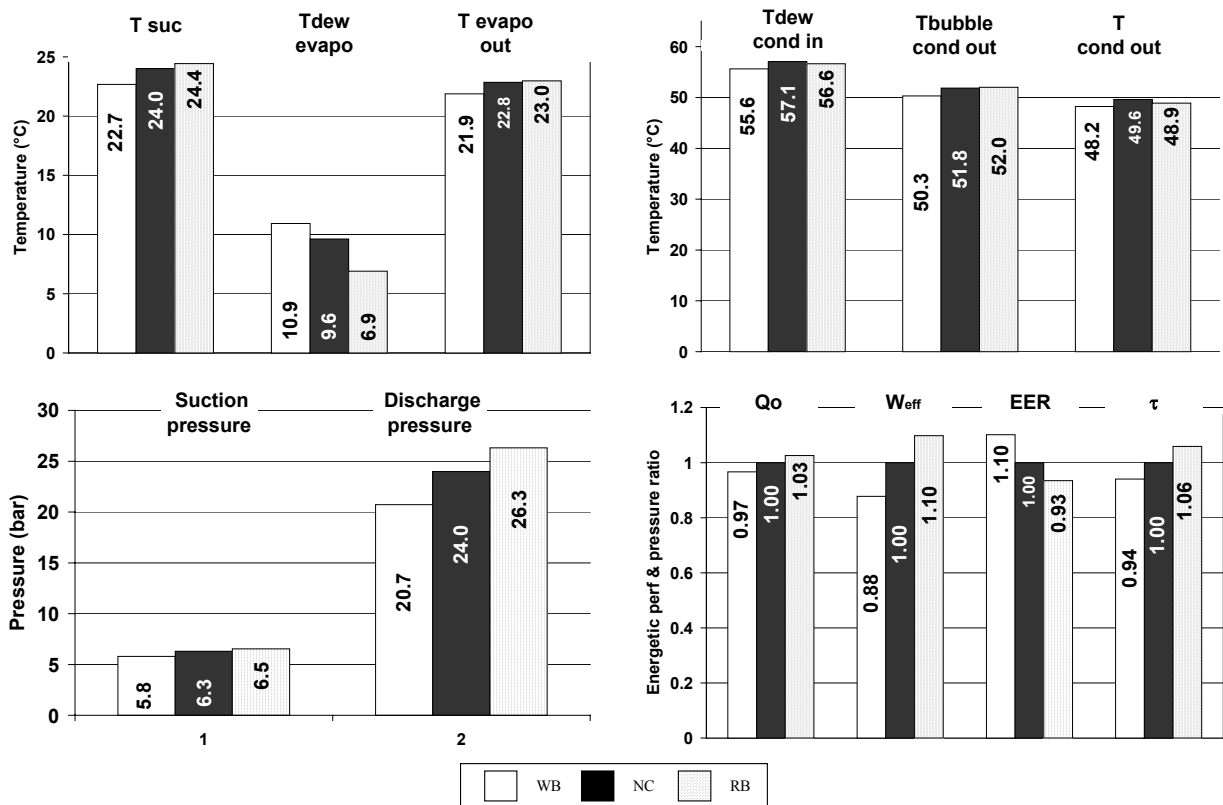 T suc
Tdew
evapo
T evapo
out
Temperature (°C)
25
20
15
10
5
0
22.7
24.0
24.4
10.9
9.6
6.9
21.9
22.8
23.0
Tdew
cond in
Tbubble
cond out
T
cond out
Temperature (°C)
60
50
40
30
20
10
0
55.6
57.1
56.6
50.3
51.8
52.0
48.2
49.6
48.9
Suction
pressure
Discharge
pressure
Pressure (bar)
30
25
20
15
10
5
0
5.8
6.3
6.5
20.7
24.0
26.3
1
2
Qo
Weff
EER
τ
Energetic perf & pressure ratio
1.2
1
0.8
0.6
0.4
0.2
0
0.97
1.00
1.03
0.88
1.00
1.10
1.10
1.00
0.93
0.94
1.00
1.06
WB NC RB